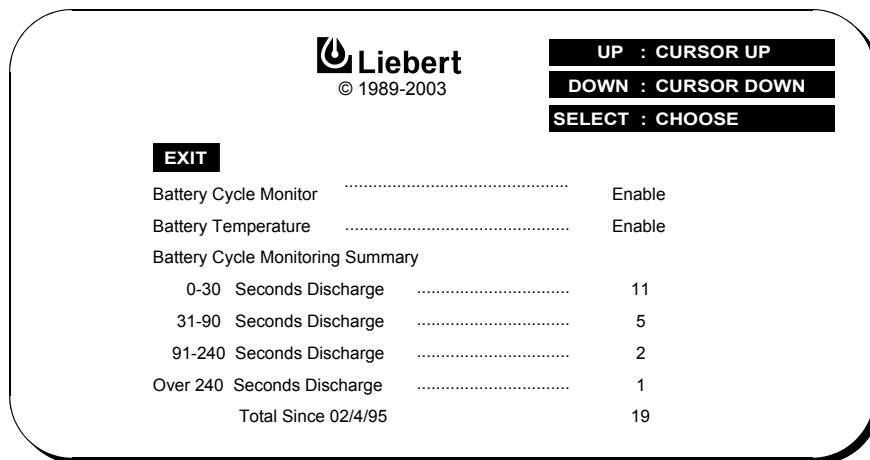 Liebert
© 1989-2003
UP : CURSOR UP
DOWN : CURSOR DOWN
SELECT : CHOOSE
EXIT
Battery Cycle Monitor ............................................... Enable
Battery Temperature ............................................... Enable
Battery Cycle Monitoring Summary
0-30 Seconds Discharge ................................ 11
31-90 Seconds Discharge ................................ 5
91-240 Seconds Discharge ................................ 2
Over 240 Seconds Discharge ................................ 1
Total Since 02/4/95 19